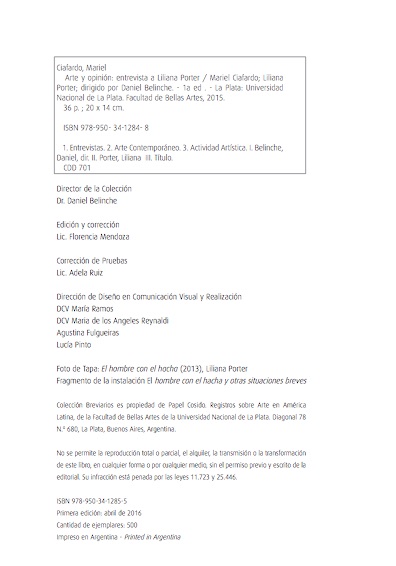 Ciafardo, Mariel
Arte y opinión: entrevista a Liliana Porter / Mariel Ciafardo; Liliana
Porter; dirigido por Daniel Belinche. - 1a ed . - La Plata: Universidad
Nacional de La Plata. Facultad de Bellas Artes, 2015.
36 p. ; 20 x 14 cm.
ISBN 978-950- 34-1284- 8
1. Entrevistas. 2. Arte Contemporáneo. 3. Actividad Artística. I. Belinche,
Daniel, dir. II. Porter, Liliana III. Título.
CDD 701
Director de la Colección
Dr. Daniel Belinche
Edición y corrección
Lic. Florencia Mendoza
Corrección de Pruebas
Lic. Adela Ruiz
Dirección de Diseño en Comunicación Visual y Realización
DCV María Ramos
DCV María de los Angeles Reynaldi
Agustina Fulgueiras
Lucía Pinto
Foto de Tapa: El hombre con el hacha (2013), Liliana Porter
Fragmento de la instalación El hombre con el hacha y otras situaciones breves
Colección Breviarios es propiedad de Papel Cosido. Registros sobre Arte en América
Latina, de la Facultad de Bellas Artes de la Universidad Nacional de La Plata. Diagonal 78
N.º 680, La Plata, Buenos Aires, Argentina.
No se permite la reproducción total o parcial, el alquiler, la transmisión o la transformación
de este libro, en cualquier forma o por cualquier medio, sin el permiso previo y escrito de la
editorial. Su infracción está penada por las leyes 11.723 y 25.446.
ISBN 978-950-34-1285-5
Primera edición: abril de 2016
Cantidad de ejemplares: 500
Impreso en Argentina - Printed in Argentina